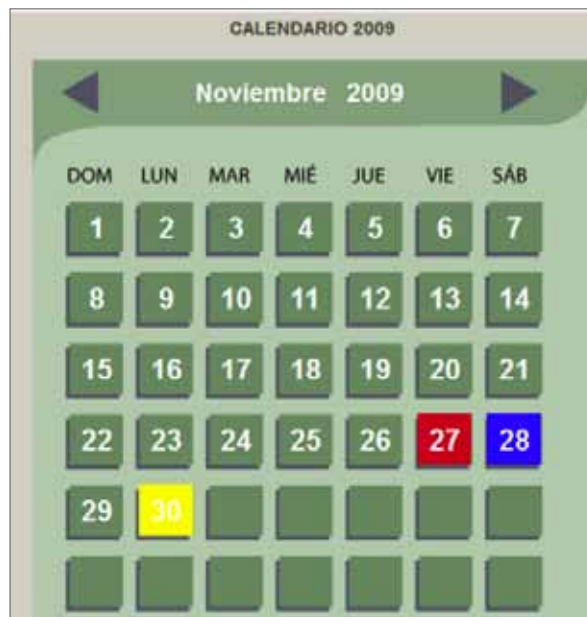 CALENDARIO 2009
Noviembre 2009
DOM LUN MAR MIÉ JUE VIE SÁB
1 2 3 4 5 6 7
8 9 10 11 12 13 14
15 16 17 18 19 20 21
22 23 24 25 26 27 28
29 30